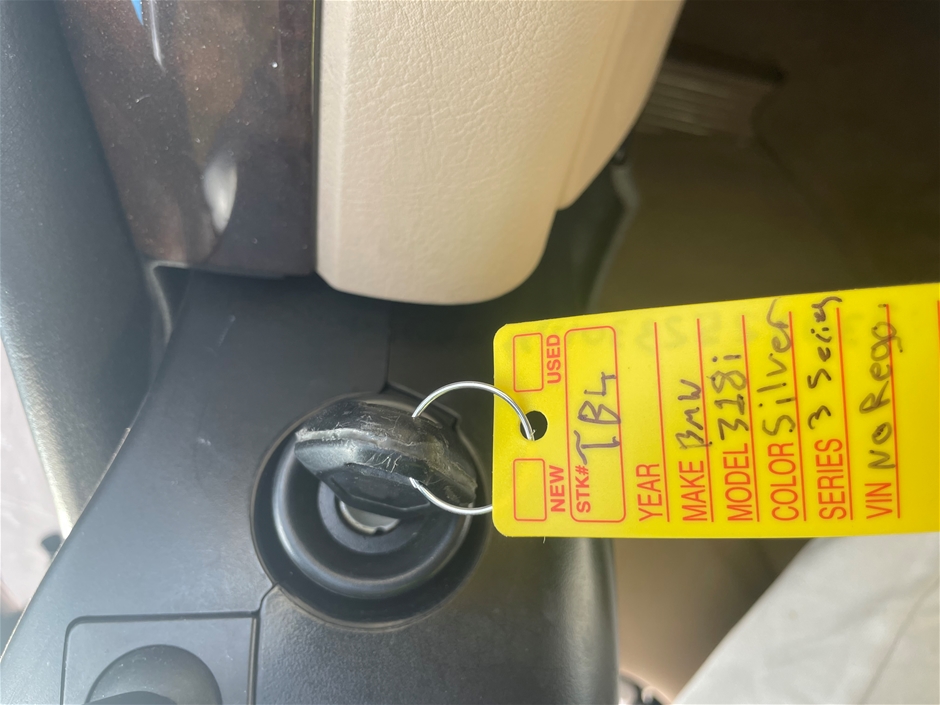 USED
NEW
STK# TB4
YEAR
MAKE BMW
MODEL 328i
COLOR Silver
SERIES 3 Series
VIN NO Rego